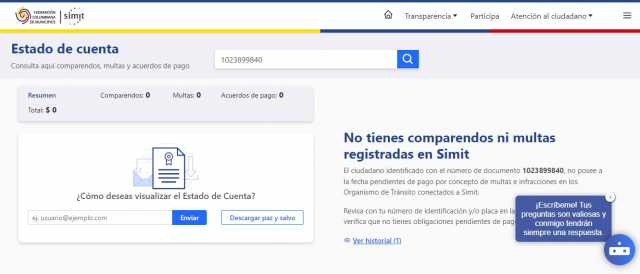 FEDERACIÓN
COLOMBIANA
DE MUNICIPIOS
simit
Transparencia
Participa
Atención al ciudadano
Estado de cuenta
Consulta aquí comparendos, multas y acuerdos de pago
1023899840
Resumen Comparendos: 0 Multas: 0 Acuerdos de pago: 0
Total: $ 0
¿Cómo deseas visualizar el Estado de Cuenta?
ej. usuario@ejemplo.com Enviar Descargar paz y salvo
No tienes comparendos ni multas
registradas en Simit
El ciudadano identificado con el número de documento 1023899840, no posee a
la fecha pendientes de pago por concepto de multas e infracciones en los
Organismo de Tránsito conectados a Simit.
Revisa con tu número de identificación y/o placa en la
verifica que no tienes obligaciones pendientes de pag
Ver historial (1)
¡Escríbeme! Tus
preguntas son valiosas y
conmigo tendrán
siempre una respuesta